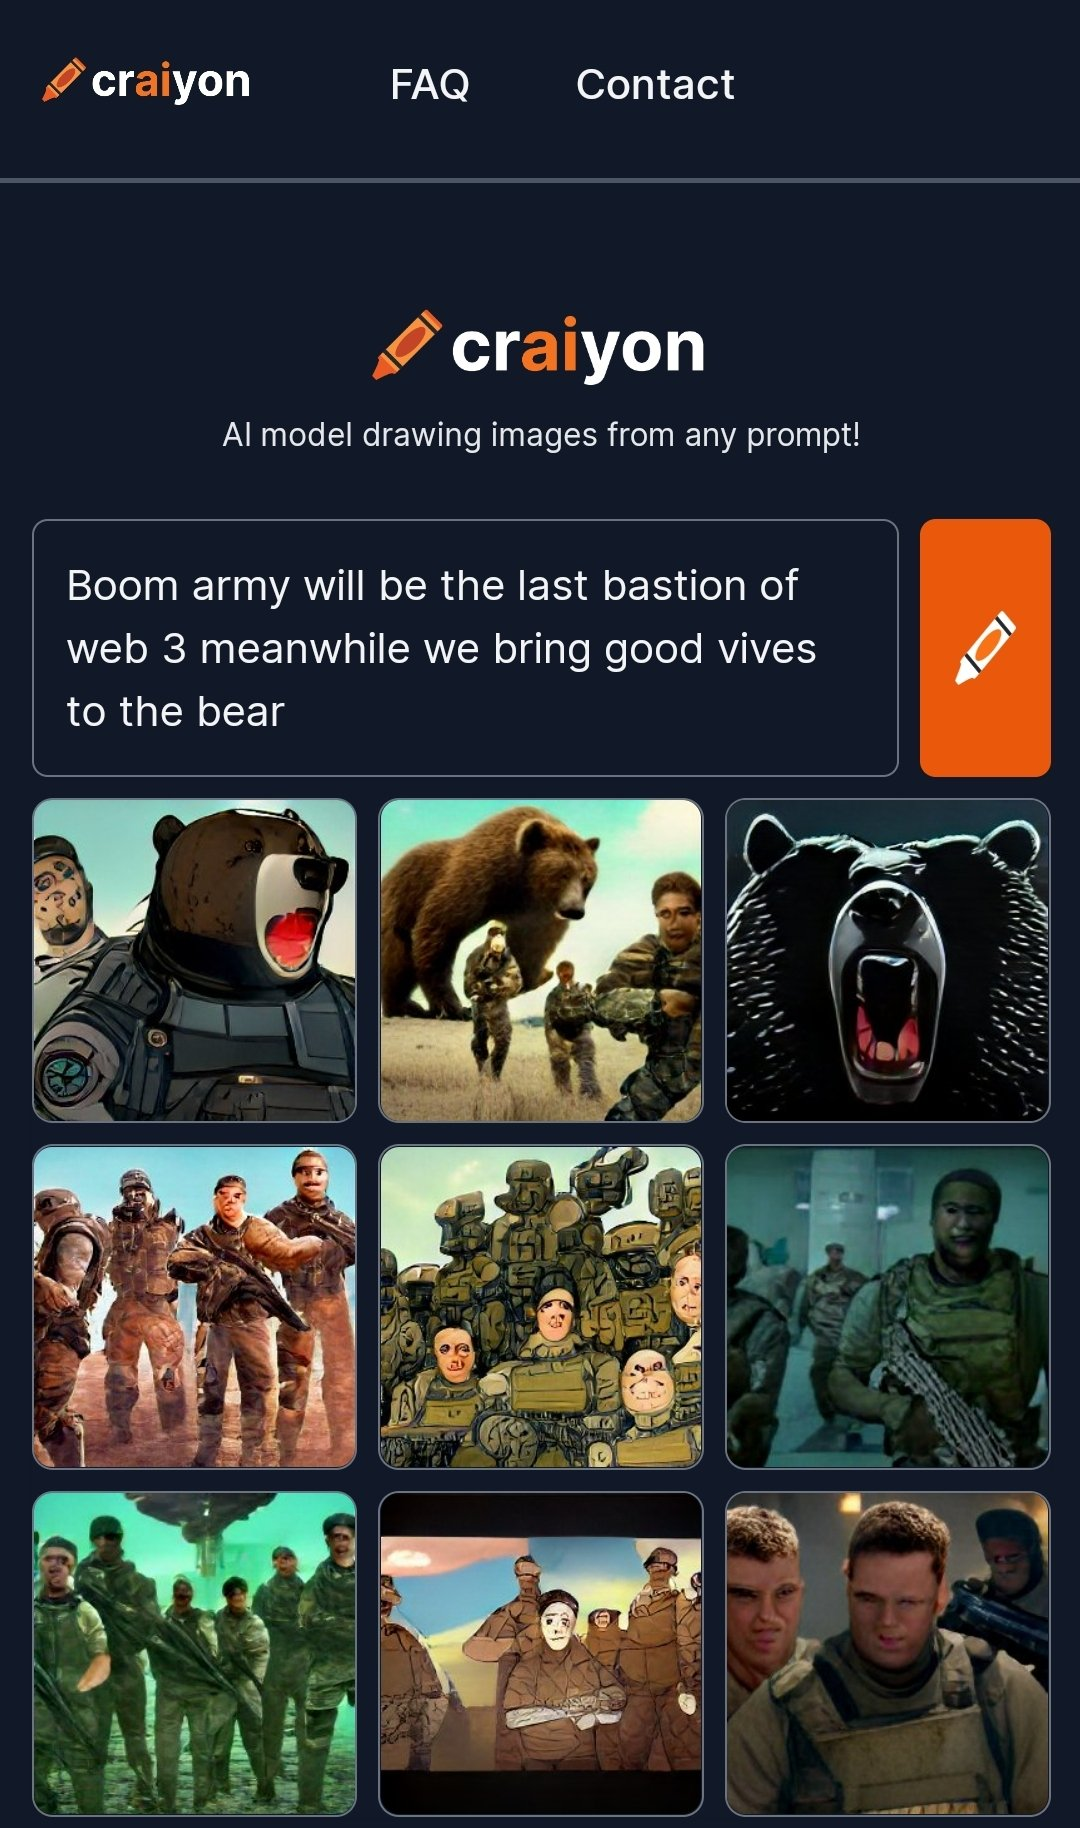 craiyon FAQ Contact
craiyon
AI model drawing images from any prompt!
Boom army will be the last bastion of
web 3 meanwhile we bring good vives
to the bear